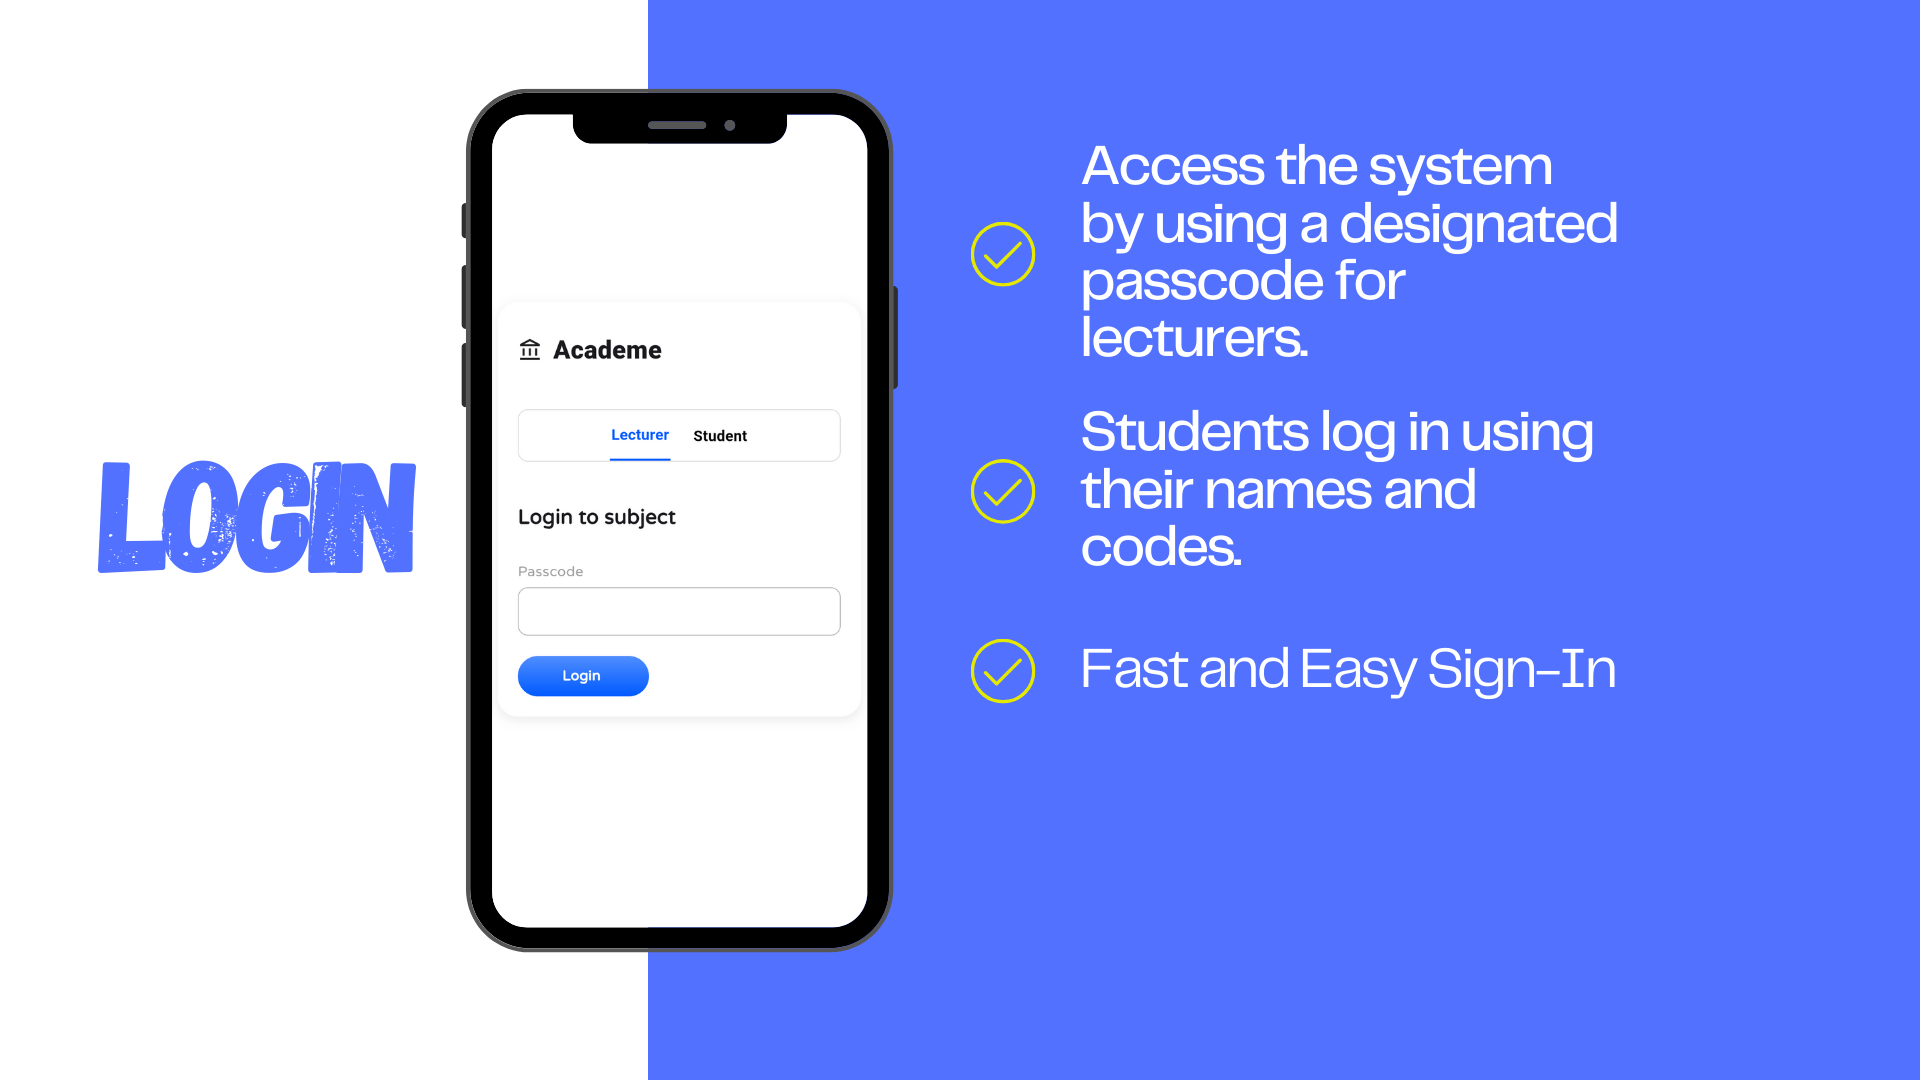 LOGIN
Academe
Lecturer Student
Login to subject
Passcode
Login
Access the system
by using a designated
passcode for
lecturers.
Students log in using
their names and
codes.
Fast and Easy Sign-In